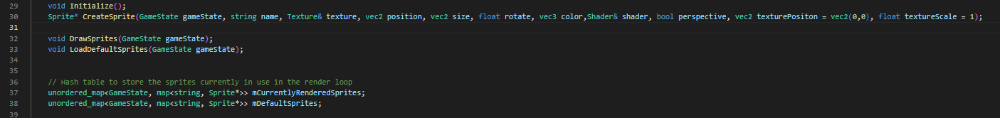 29 void Initialize();
30 Sprite* CreateSprite(GameState gameState, string name, Texture& texture, vec2 position, vec2 size, float rotate, vec3 color,Shader& shader, bool perspective, vec2 texturePositon = vec2(0,0), float textureScale = 1);
31
32 void DrawSprites(GameState gameState);
33 void LoadDefaultSprites(GameState gameState);
34
35
36 // Hash table to store the sprites currently in use in the render loop
37 unordered_map<GameState, map<string, Sprite*>> mCurrentlyRenderedSprites;
38 unordered_map<GameState, map<string, Sprite*>> mDefaultSprites;
39